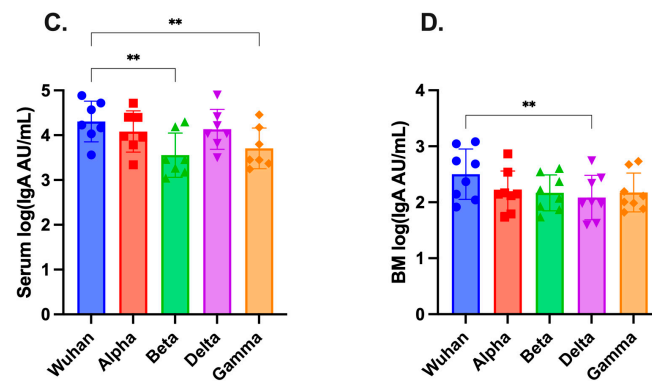 C.
**
**
Serum log(IgA AU/mL)
5
4
3
2
1
0
Wuhan
Alpha
Beta
Delta
Gamma
D.
**
BM log(IgA AU/mL)
4
3
2
1
0
Wuhan
Alpha
Beta
Delta
Gamma